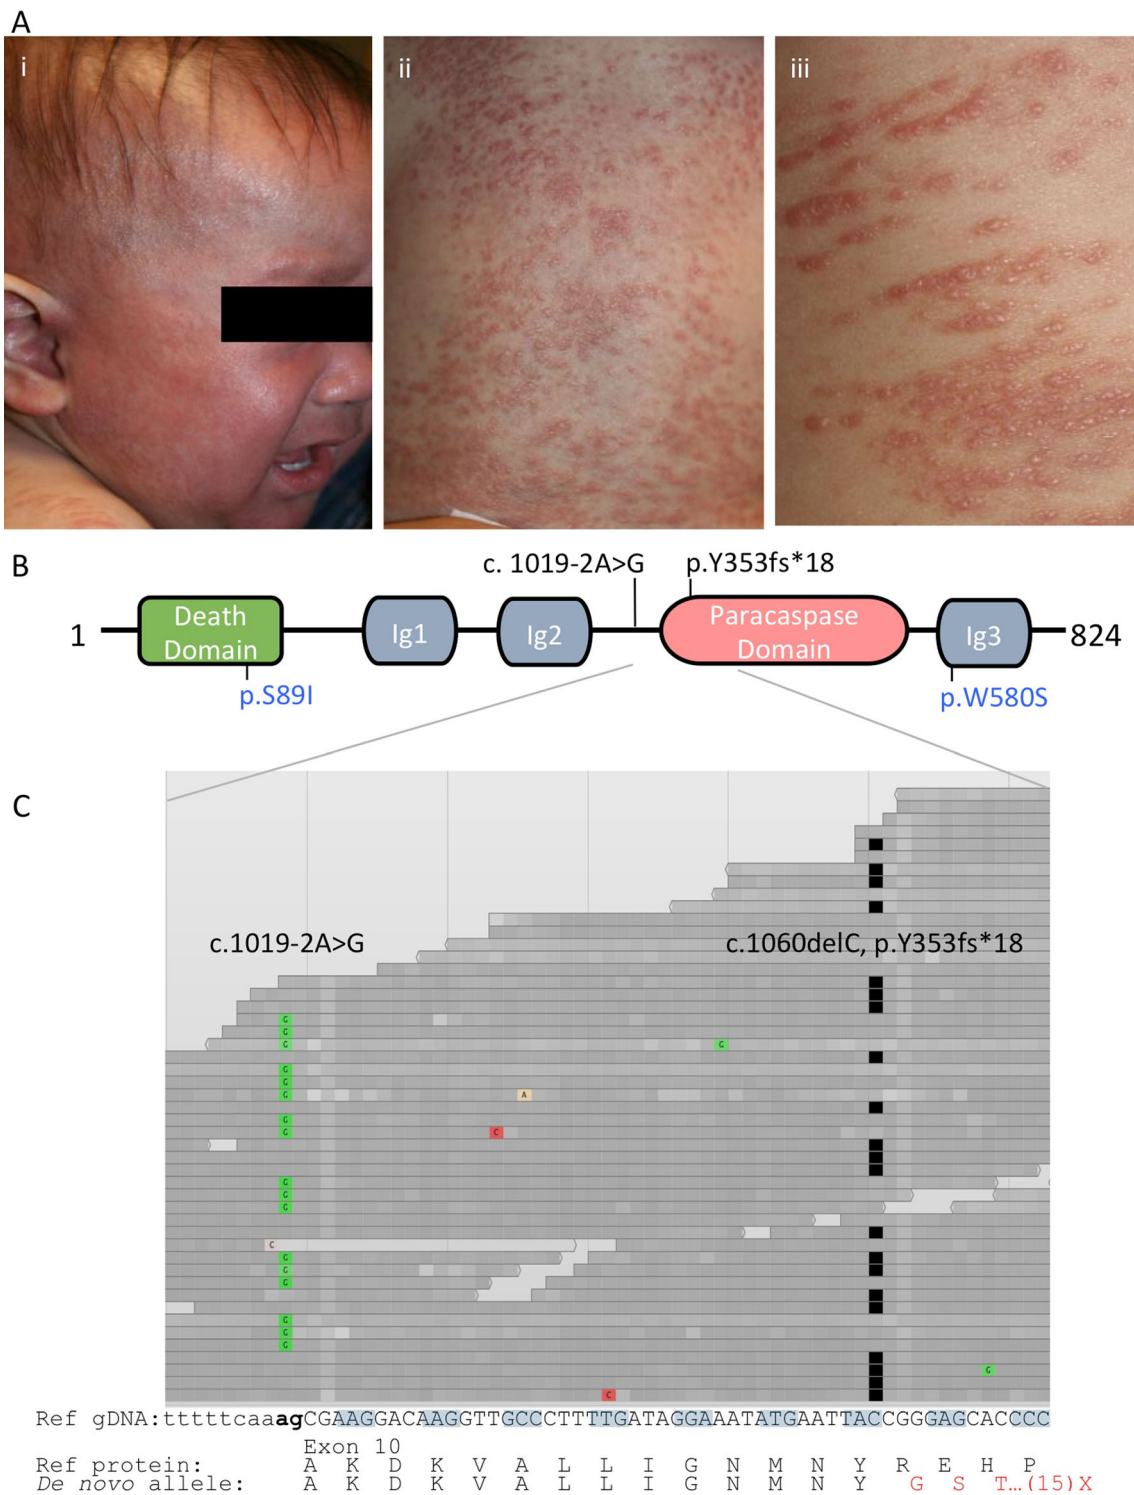 A
i
ii
iii
B
c. 1019-2A>G
p.Y353fs*18
1
Death
Domain
Ig1
Ig2
Paracaspase
Domain
Ig3
824
p.S89I
p.W580S
C
c.1019-2A>G
c.1060delC, p.Y353fs*18
G
G
G
G
G
G
G
A
G
G
C
G
G
G
C
G
G
G
G
G
G
G
C
Ref gDNA:tttttcaaagCGAAGGACAAGGTTGCCCTTTTGATAGGAAATATGAATTACCGGGAGCACCCC
Exon 10
Ref protein: A K D K V A L L I G N M N Y R E H P
De novo allele: A K D K V A L L I G N M N Y G S T…(15)X